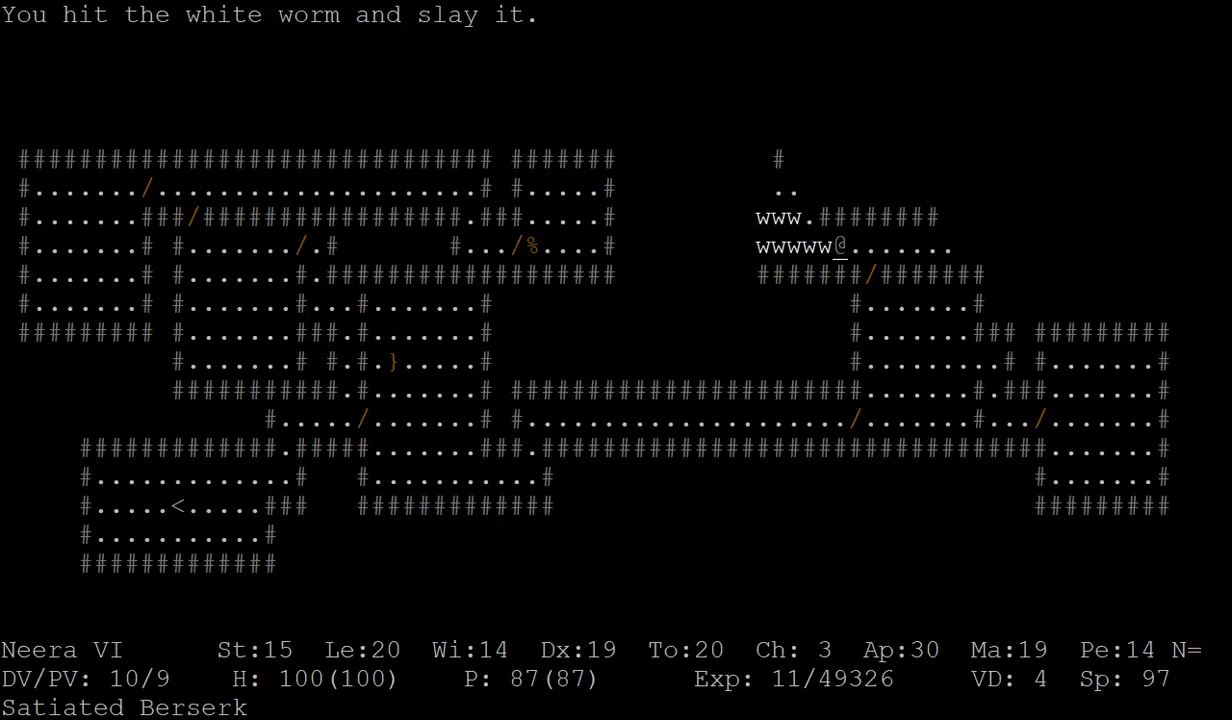 You hit the white worm and slay it.
############################### #######                     #
#......./....................# #.....#                     ..
#......###/#################.###.....#                  www.########
#......# #......./.#       #.../%....#                  wwwww@.......
#......# #.......#.###################                  ######/#######
#......# #.......#...#.......#                               #.......#
######### #.......###.#.......#                               #.......### #########
#.......# #.#.}.....#                               #.........# #.......#
###########.#.......# #######################.......#.###.......#
#...../.......# #...................../.......#.../.......#
#############.#####.......###.#################################.......#
#.............#   #...........#                                #.......#
#.....<.....###   #############                                #########
#...........#
#############
Neera VI      St:15  Le:20  Wi:14  Dx:19  To:20  Ch: 3  Ap:30  Ma:19  Pe:14 N=
DV/PV: 10/9    H: 100(100)    P: 87(87)      Exp: 11/49326     VD: 4  Sp: 97
Satiated Berserk